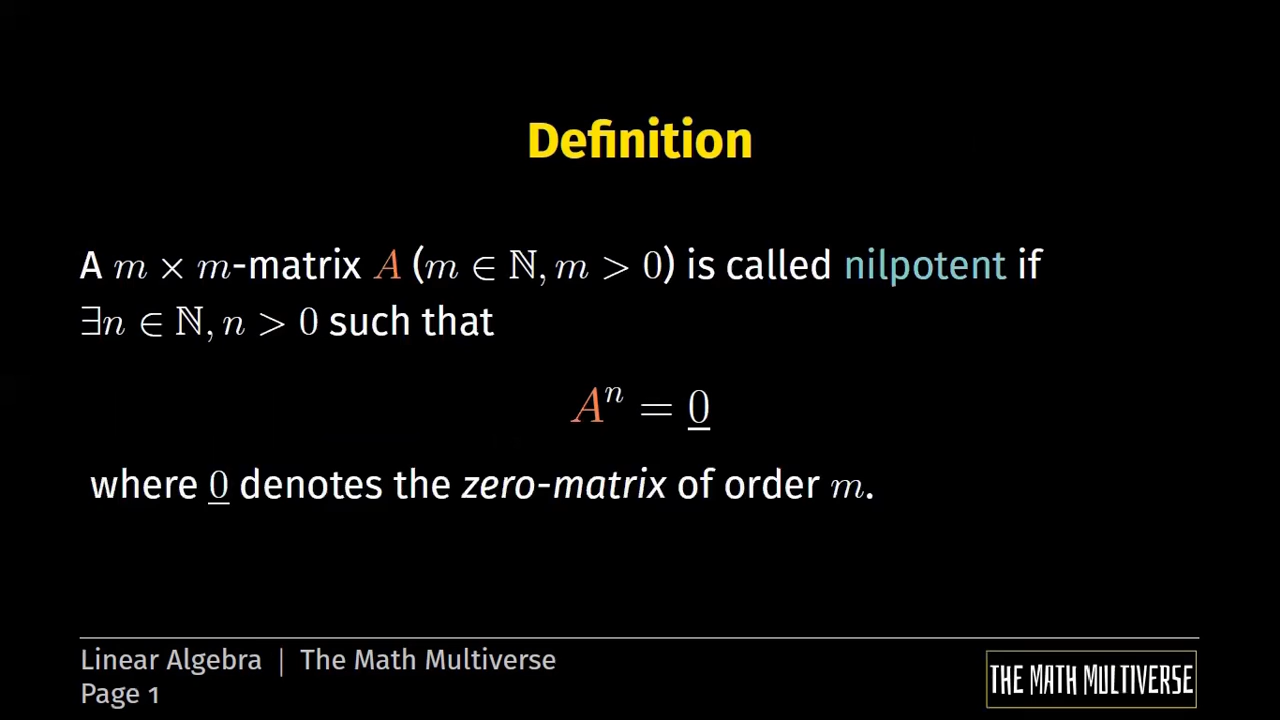 Definition
A m × m-matrix A (m ∈ ℕ, m > 0) is called nilpotent if
∃n ∈ ℕ, n > 0 such that
Aⁿ = 0̲
where 0̲ denotes the zero-matrix of order m.
Linear Algebra | The Math Multiverse
Page 1
THE MATH MULTIVERSE